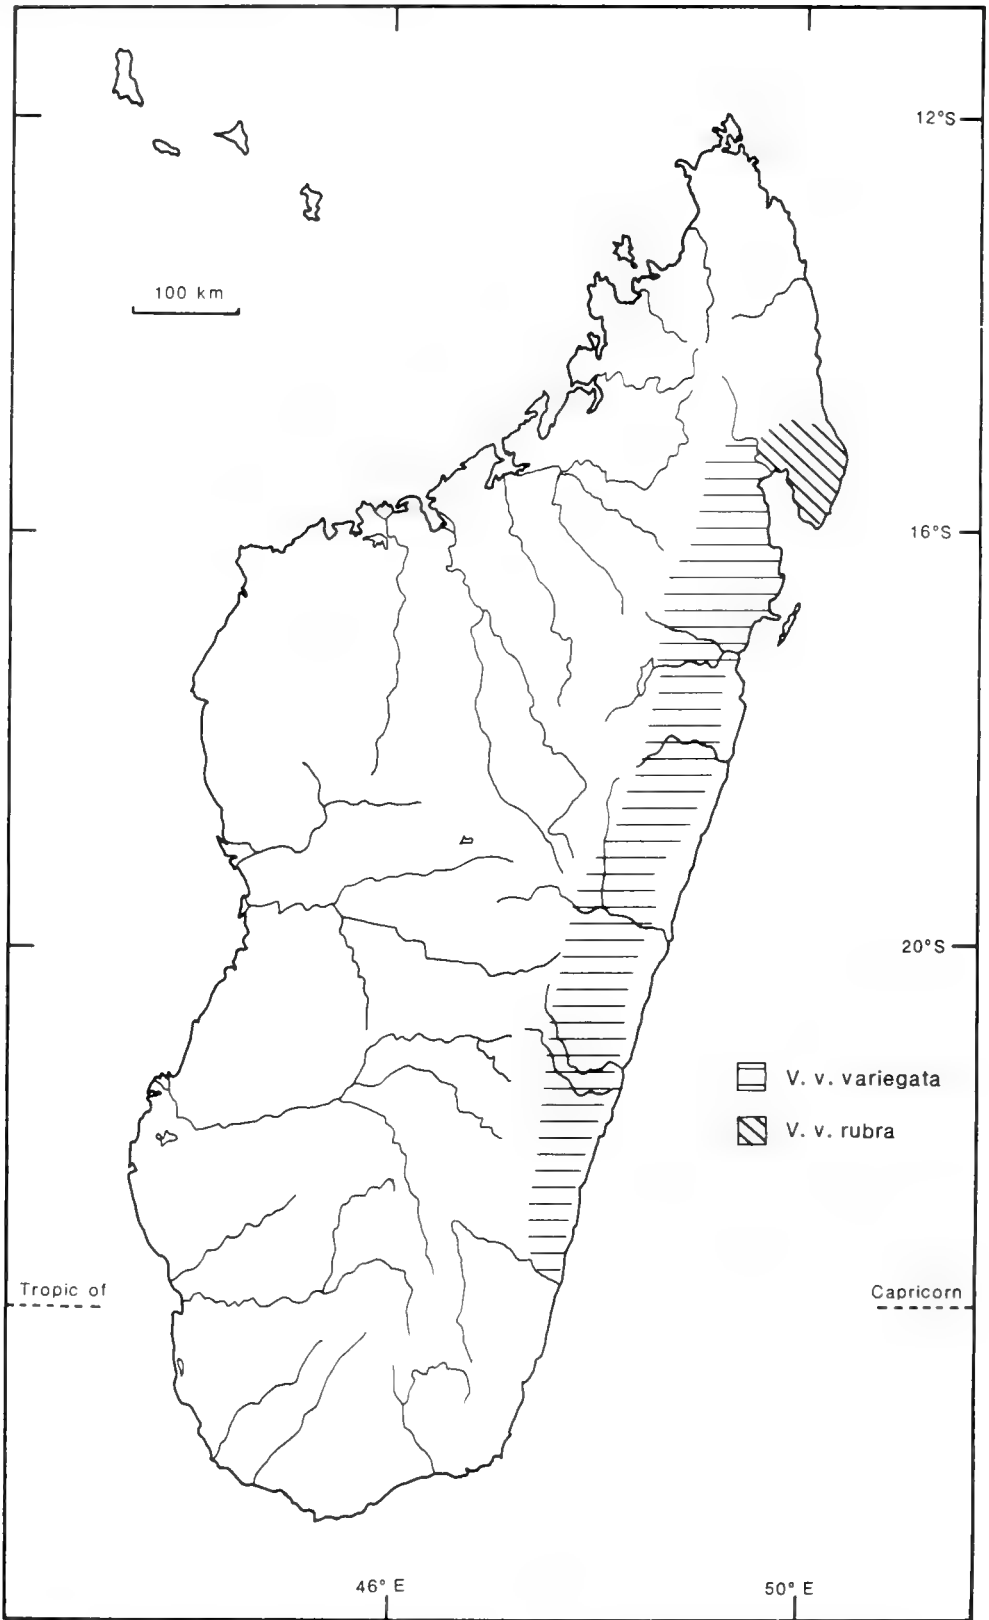 12°S
100 km
16°S
20°S
V. v. variegata
V. v. rubra
Tropic of
Capricorn
46° E
50° E